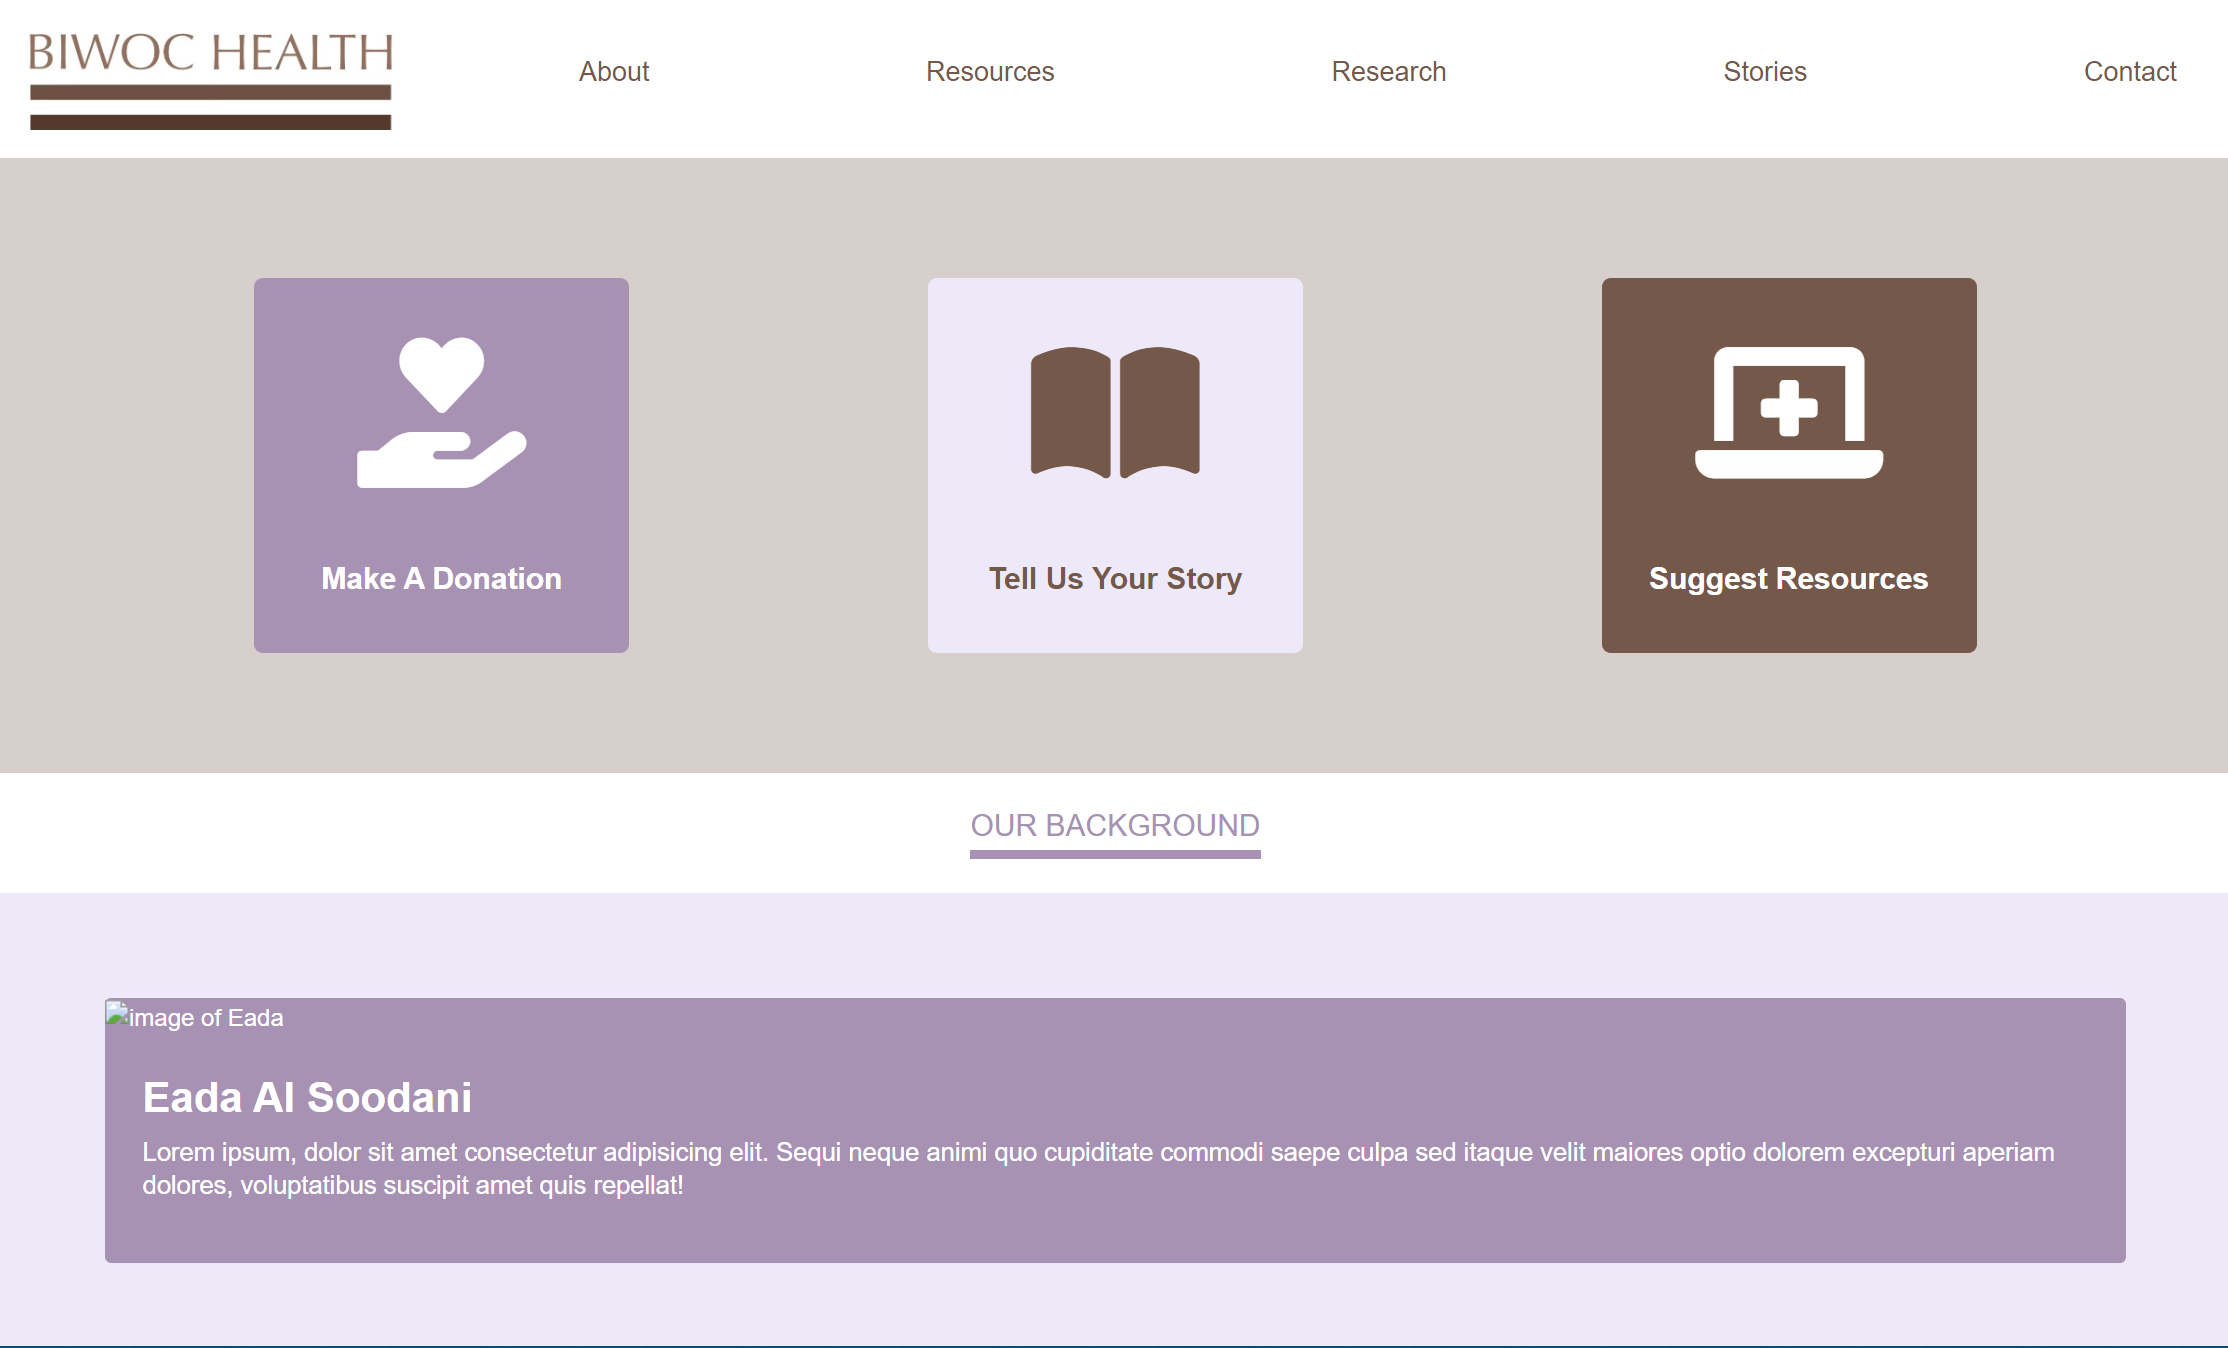 BIWOC HEALTH
About
Resources
Research
Stories
Contact
Make A Donation
Tell Us Your Story
Suggest Resources
OUR BACKGROUND
image of Eada
Eada Al Soodani
Lorem ipsum, dolor sit amet consectetur adipisicing elit. Sequi neque animi quo cupiditate commodi saepe culpa sed itaque velit maiores optio dolorem excepturi aperiam
dolores, voluptatibus suscipit amet quis repellat!